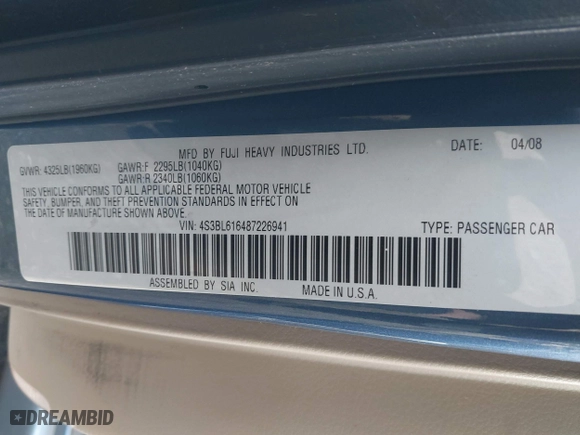 MFD BY FUJI HEAVY INDUSTRIES LTD. DATE: 04/08
GVWR: 4325LB(1960KG) GAWR:F 2295LB(1040KG)
GAWR:R 2340LB(1060KG)
THIS VEHICLE CONFORMS TO ALL APPLICABLE FEDERAL MOTOR VEHICLE
SAFETY, BUMPER, AND THEFT PREVENTION STANDARDS IN EFFECT ON
THE DATE OF MANUFACTURE SHOWN ABOVE.
VIN: 4S3BL616487226941 TYPE: PASSENGER CAR
ASSEMBLED BY SIA INC. MADE IN U.S.A.
DREAMBID